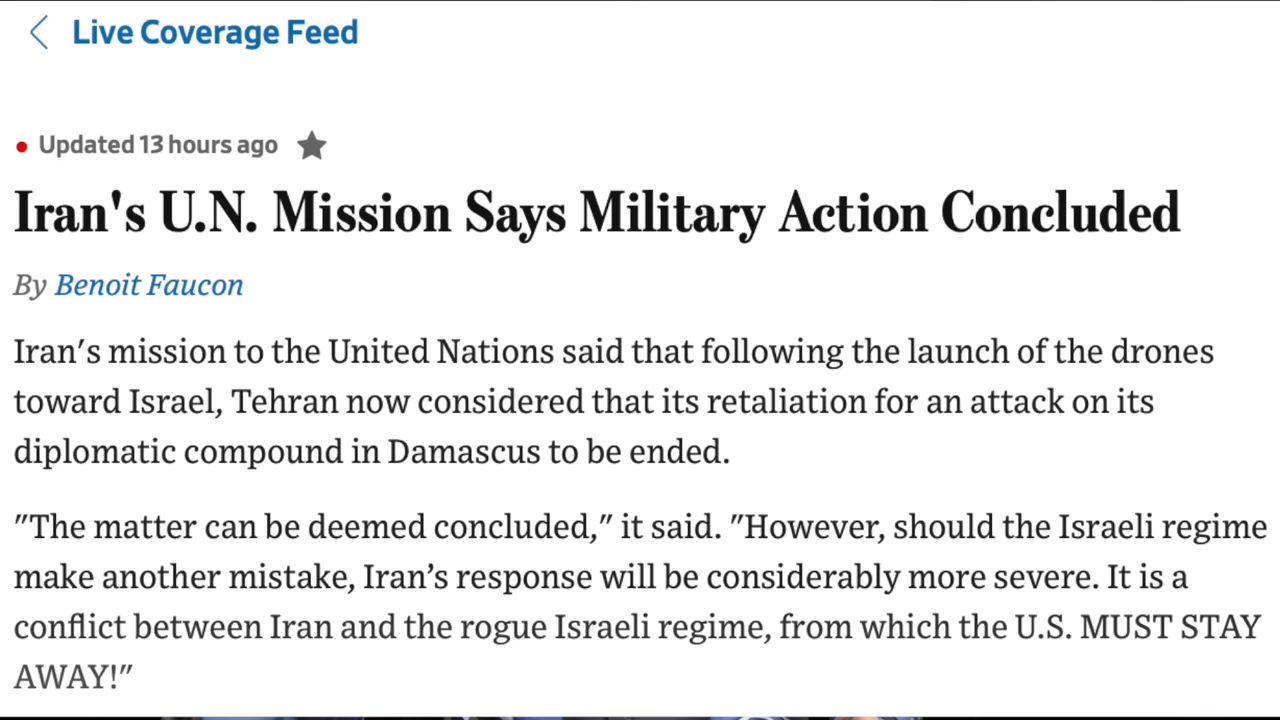 Live Coverage Feed
Updated 13 hours ago
Iran's U.N. Mission Says Military Action Concluded
By Benoit Faucon
Iran's mission to the United Nations said that following the launch of the drones
toward Israel, Tehran now considered that its retaliation for an attack on its
diplomatic compound in Damascus to be ended.
"The matter can be deemed concluded," it said. "However, should the Israeli regime
make another mistake, Iran’s response will be considerably more severe. It is a
conflict between Iran and the rogue Israeli regime, from which the U.S. MUST STAY
AWAY!"